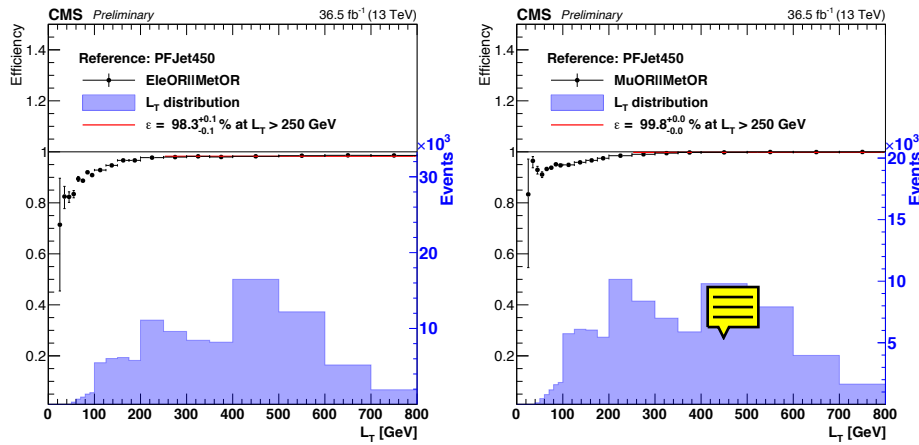 CMS Preliminary 36.5 fb⁻¹ (13 TeV)
Efficiency
1.4
1.2
1
0.8
0.6
0.4
0.2
Reference: PFJet450
EleOR||MetOR
L_T distribution
ε = 98.3 +0.1 -0.1 % at L_T > 250 GeV
×10³
Events
30
20
10
0 100 200 300 400 500 600 700 800
L_T [GeV]
CMS Preliminary 36.5 fb⁻¹ (13 TeV)
Efficiency
1.4
1.2
1
0.8
0.6
0.4
0.2
Reference: PFJet450
MuOR||MetOR
L_T distribution
ε = 99.8 +0.0 -0.0 % at L_T > 250 GeV
×10³
Events
20
15
10
5
0 100 200 300 400 500 600 700 800
L_T [GeV]